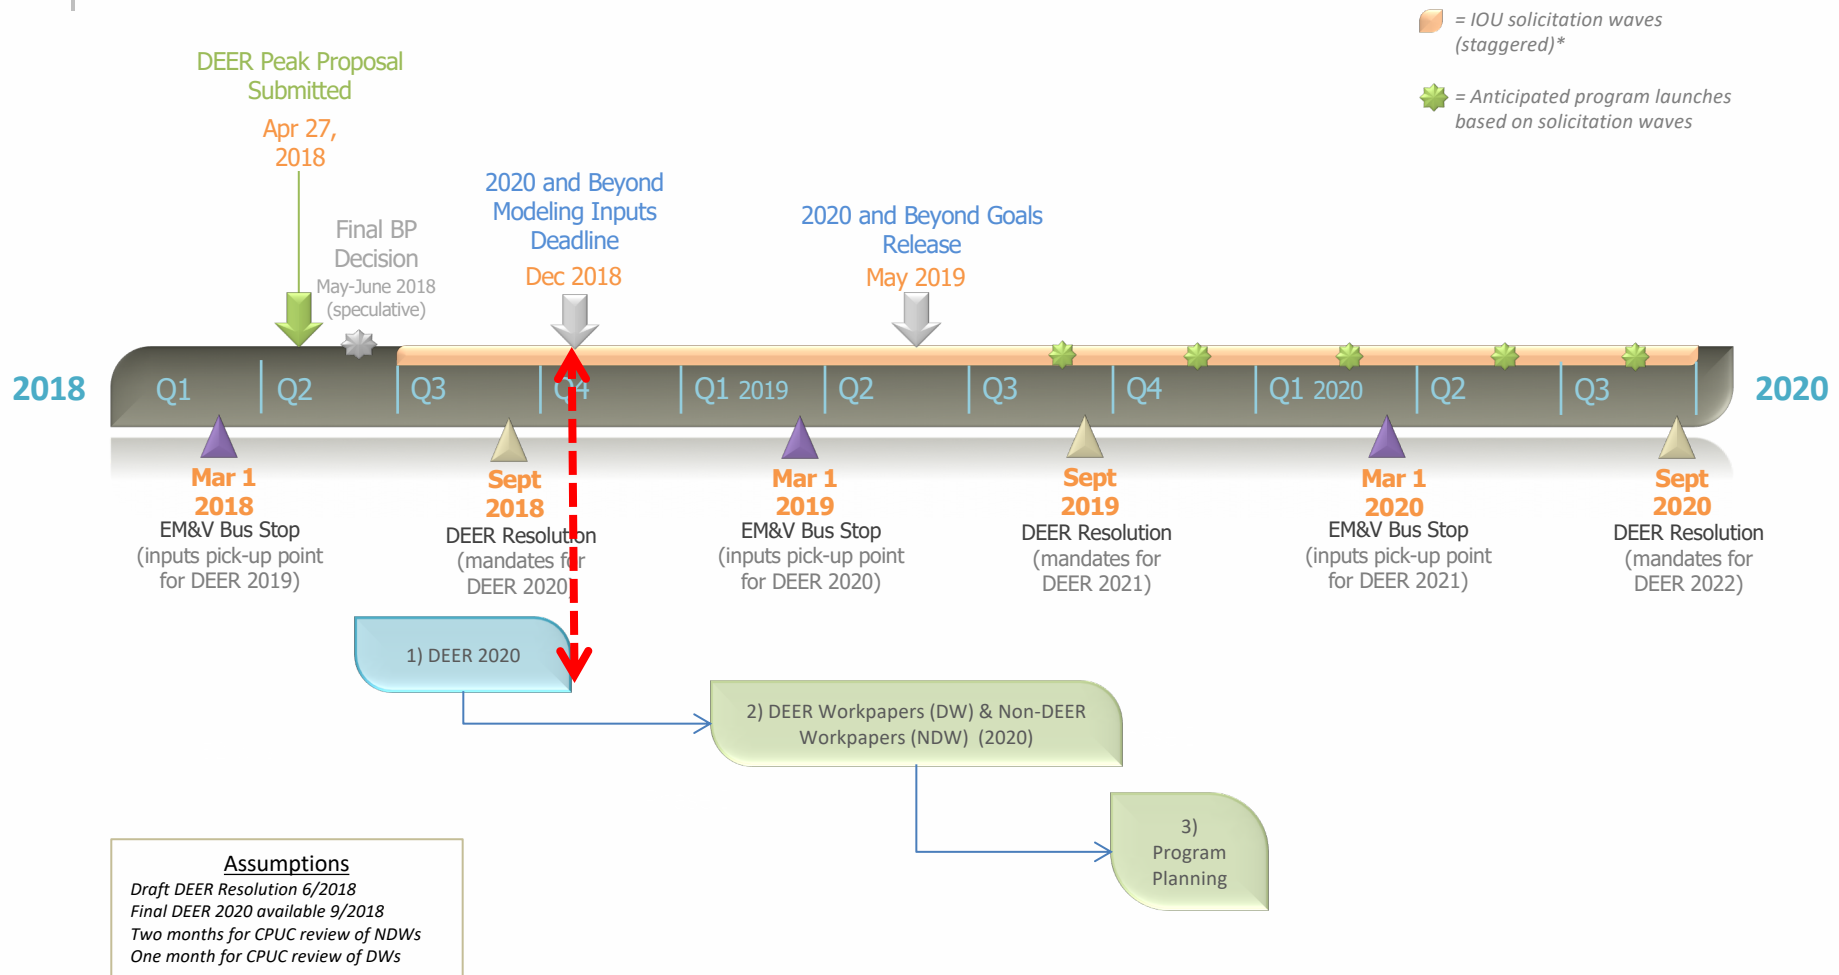 = IOU solicitation waves
(staggered)*
= Anticipated program launches
based on solicitation waves
DEER Peak Proposal
Submitted
Apr 27,
2018
Final BP
Decision
May-June 2018
(speculative)
2020 and Beyond
Modeling Inputs
Deadline
Dec 2018
2020 and Beyond Goals
Release
May 2019
2018
Q1
Q2
Q3
Q4
Q1 2019
Q2
Q3
Q4
Q1 2020
Q2
Q3
2020
Mar 1
2018
EM&V Bus Stop
(inputs pick-up point
for DEER 2019)
Sept
2018
DEER Resolution
(mandates for
DEER 2020)
Mar 1
2019
EM&V Bus Stop
(inputs pick-up point
for DEER 2020)
Sept
2019
DEER Resolution
(mandates for
DEER 2021)
Mar 1
2020
EM&V Bus Stop
(inputs pick-up point
for DEER 2021)
Sept
2020
DEER Resolution
(mandates for
DEER 2022)
1) DEER 2020
2) DEER Workpapers (DW) & Non-DEER
Workpapers (NDW) (2020)
3)
Program
Planning
Assumptions
Draft DEER Resolution 6/2018
Final DEER 2020 available 9/2018
Two months for CPUC review of NDWs
One month for CPUC review of DWs